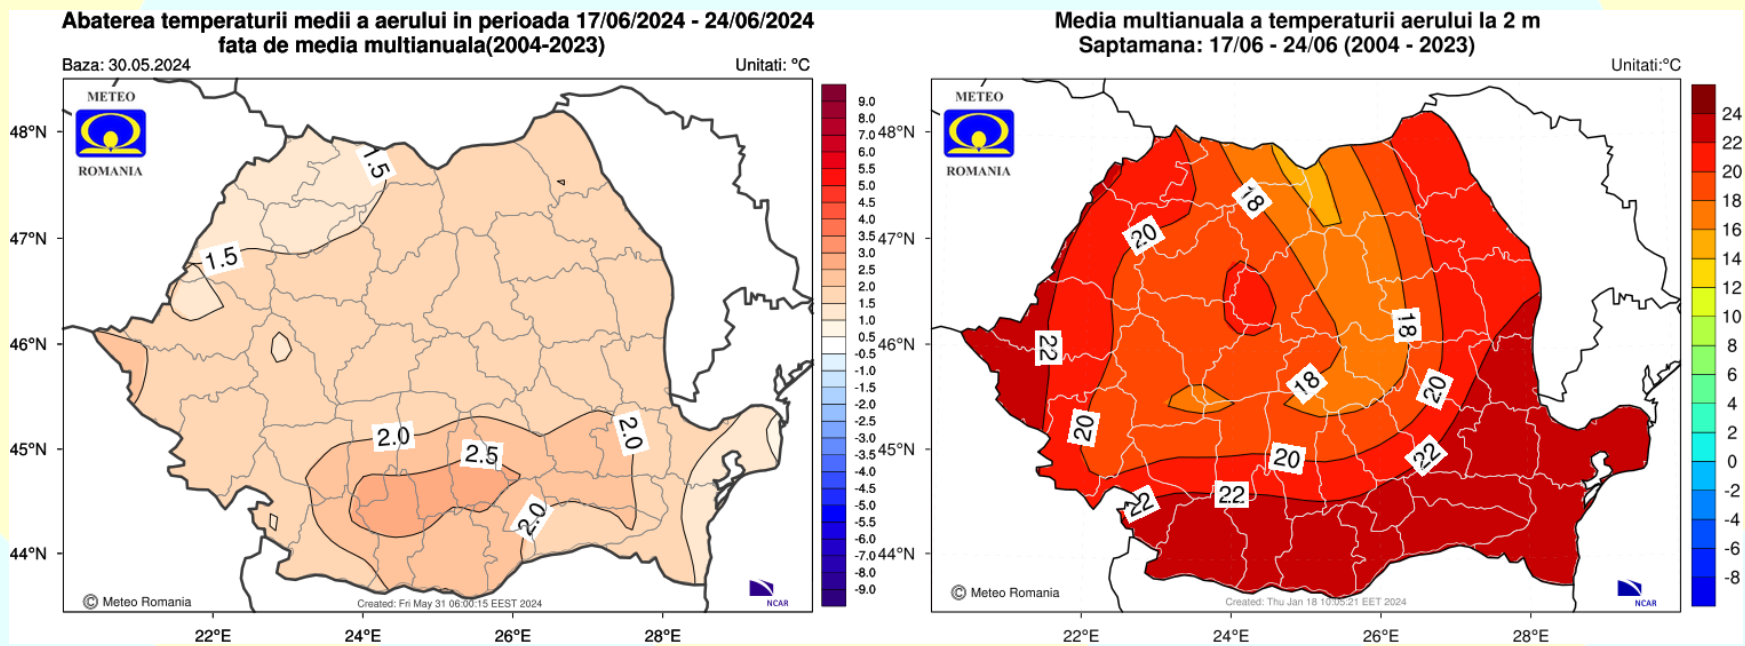 Abaterea temperaturii medii a aerului in perioada 17/06/2024 - 24/06/2024
fata de media multianuala(2004-2023)
Baza: 30.05.2024
Unitati: °C
METEO
ROMANIA
48°N
47°N
46°N
45°N
44°N
22°E
24°E
26°E
28°E
1.5
1.5
2.0
2.5
2.0
2.0
© Meteo Romania
Created: Fri May 31 06:00:15 EEST 2024
NCAR
9.0
8.0
7.0
6.0
5.5
5.0
4.5
4.0
3.5
3.0
2.5
2.0
1.5
1.0
0.5
-0.5
-1.0
-1.5
-2.0
-2.5
-3.0
-3.5
-4.0
-4.5
-5.0
-5.5
-6.0
-7.0
-8.0
-9.0
Media multianuala a temperaturii aerului la 2 m
Saptamana: 17/06 - 24/06 (2004 - 2023)
Unitati:°C
METEO
ROMANIA
48°N
47°N
46°N
45°N
44°N
22°E
24°E
26°E
28°E
18
20
18
22
18
20
20
20
22
22
22
© Meteo Romania
Created: Thu Jan 18 10:05:21 EET 2024
NCAR
24
22
20
18
16
14
12
10
8
6
4
2
0
-2
-4
-6
-8